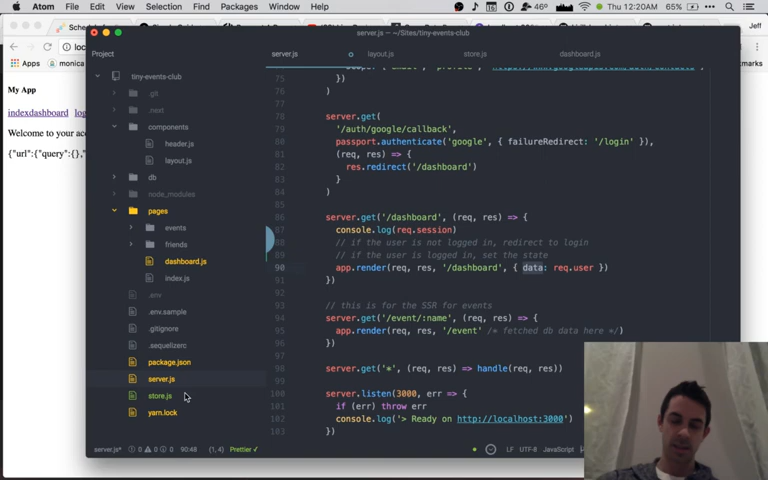 Atom File Edit View Selection Find Packages Window Help
46° Thu 12:20AM 65%
Jeff
Apps monica
My App
indexdashboard
Welcome to your
{"url":{"query":{},"
server.js — ~/Sites/tiny-events-club
Project
server.js layout.js store.js dashboard.js
tiny-events-club
.git
.next
components
header.js
layout.js
db
node_modules
pages
events
friends
dashboard.js
index.js
.env
.env.sample
.gitignore
.sequelizerc
package.json
server.js
store.js
yarn.lock
75 })
76 )
77
78 server.get(
79 '/auth/google/callback',
80 passport.authenticate('google', { failureRedirect: '/login' }),
81 (req, res) => {
82 res.redirect('/dashboard')
83 }
84 )
85
86 server.get('/dashboard', (req, res) => {
87 console.log(req.session)
88 // if the user is not logged in, redirect to login
89 // if the user is logged in, set the state
90 app.render(req, res, '/dashboard', { data: req.user })
91 })
92
93 // this is for the SSR for events
94 server.get('/event/:name', (req, res) => {
95 app.render(req, res, '/event' /* fetched db data here */)
96 })
97
98 server.get('*', (req, res) => handle(req, res))
99
100 server.listen(3000, err => {
101 if (err) throw err
102 console.log('> Ready on http://localhost:3000')
103 })
server.js* 0 0 0 90:48 (1, 4) Prettier ✓ LF UTF-8 JavaScript